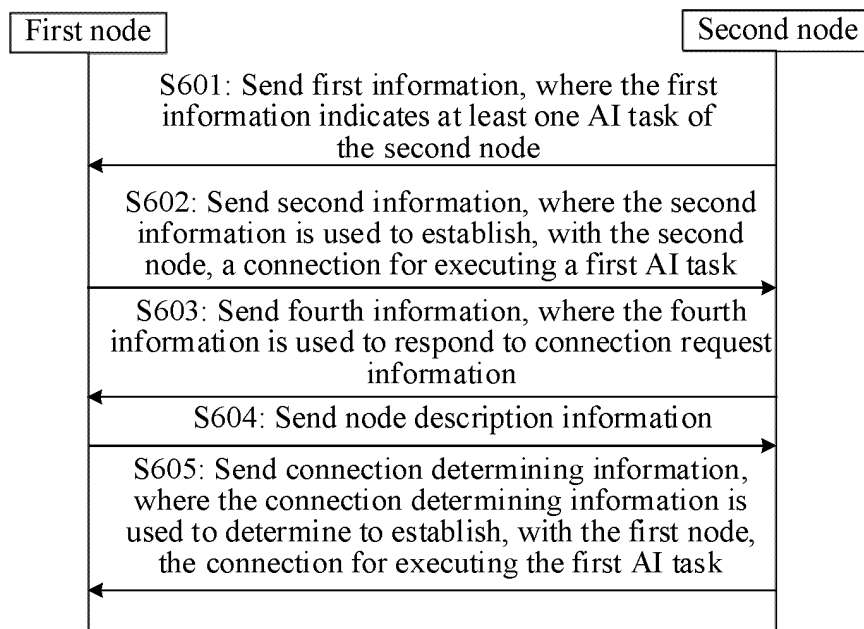 First node
Second node
S601: Send first information, where the first
information indicates at least one AI task of
the second node
S602: Send second information, where the second
information is used to establish, with the second
node, a connection for executing a first AI task
S603: Send fourth information, where the fourth
information is used to respond to connection request
information
S604: Send node description information
S605: Send connection determining information,
where the connection determining information is
used to determine to establish, with the first node,
the connection for executing the first AI task